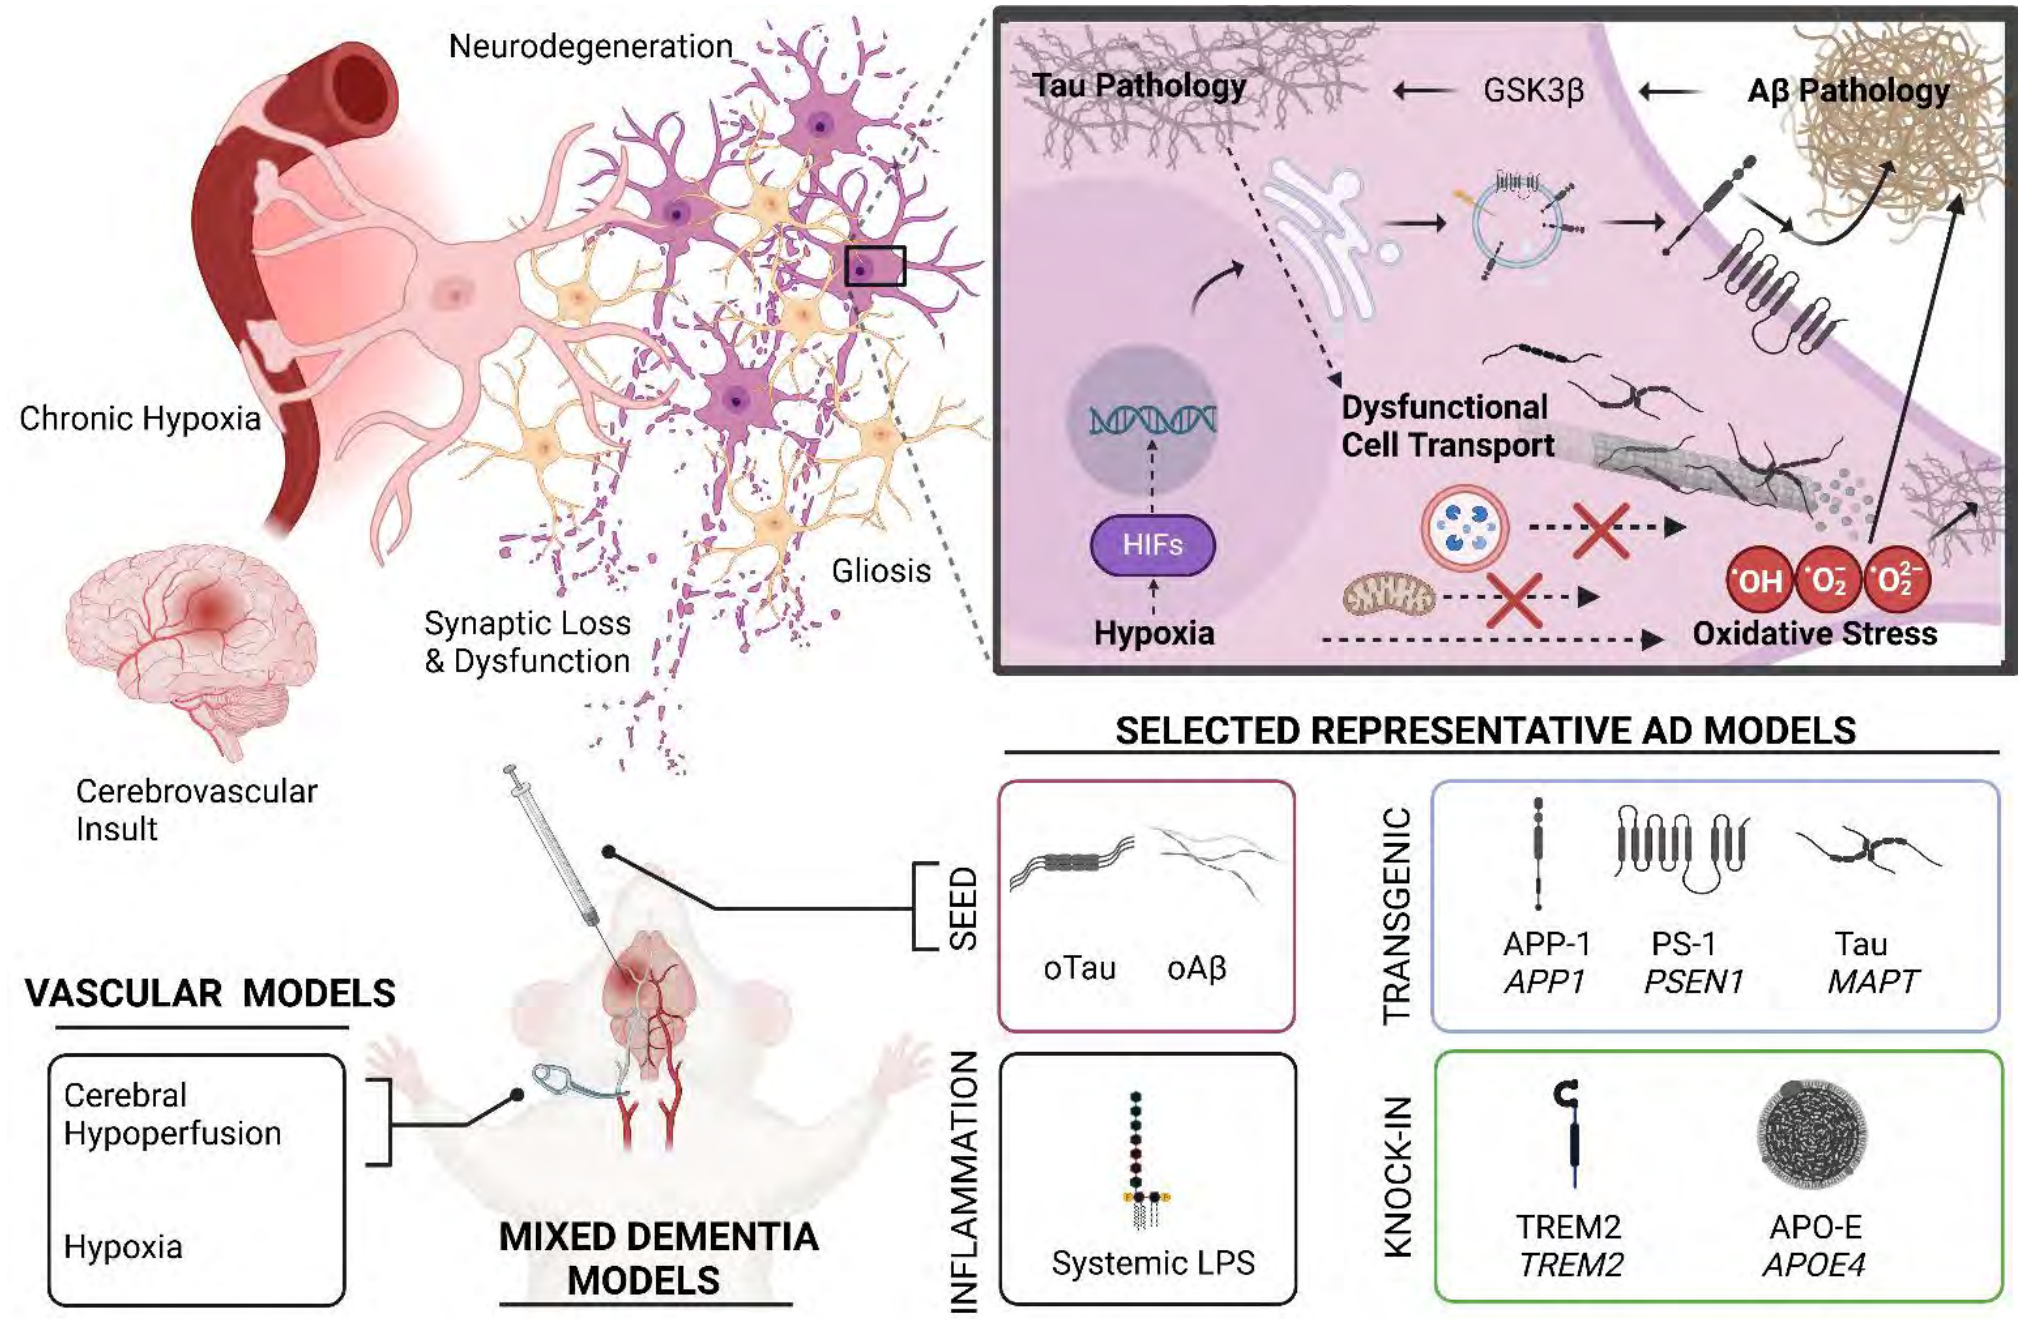 Neurodegeneration
Chronic Hypoxia
Gliosis
Synaptic Loss
& Dysfunction
Cerebrovascular
Insult
Tau Pathology
GSK3β
Aβ Pathology
Dysfunctional
Cell Transport
HIFs
Hypoxia
•OH
•O₂⁻
•O₂²⁻
Oxidative Stress
SELECTED REPRESENTATIVE AD MODELS
SEED
oTau
oAβ
TRANSGENIC
APP-1
APP1
PS-1
PSEN1
Tau
MAPT
VASCULAR MODELS
Cerebral
Hypoperfusion
Hypoxia
MIXED DEMENTIA
MODELS
INFLAMMATION
P
P
Systemic LPS
KNOCK-IN
TREM2
TREM2
APO-E
APOE4